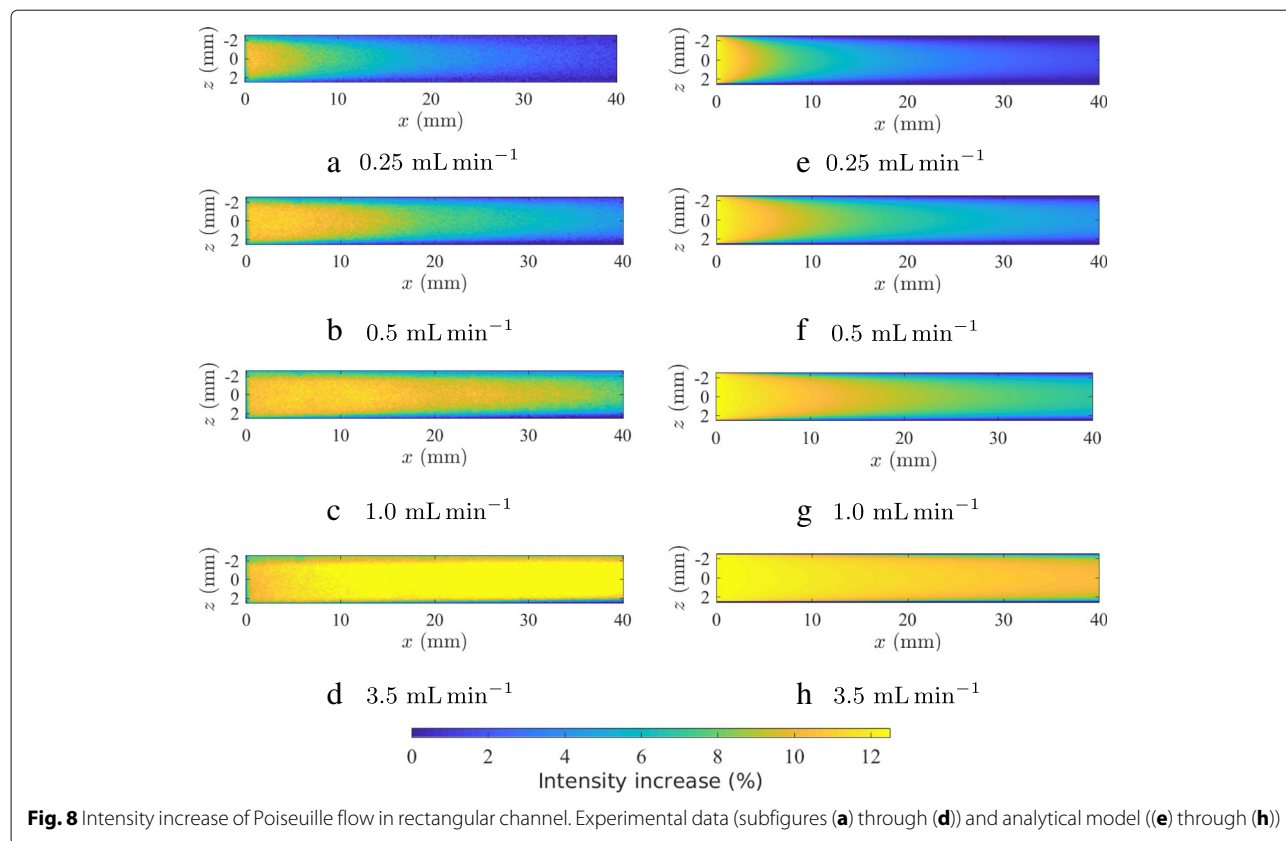 -2
0
2
z (mm)
0 10 20 30 40
x (mm)
a 0.25 mL min−1
-2
0
2
z (mm)
0 10 20 30 40
x (mm)
e 0.25 mL min−1
-2
0
2
z (mm)
0 10 20 30 40
x (mm)
b 0.5 mL min−1
-2
0
2
z (mm)
0 10 20 30 40
x (mm)
f 0.5 mL min−1
-2
0
2
z (mm)
0 10 20 30 40
x (mm)
c 1.0 mL min−1
-2
0
2
z (mm)
0 10 20 30 40
x (mm)
g 1.0 mL min−1
-2
0
2
z (mm)
0 10 20 30 40
x (mm)
d 3.5 mL min−1
-2
0
2
z (mm)
0 10 20 30 40
x (mm)
h 3.5 mL min−1
0 2 4 6 8 10 12
Intensity increase (%)
Fig. 8 Intensity increase of Poiseuille flow in rectangular channel. Experimental data (subfigures (a) through (d)) and analytical model ((e) through (h))